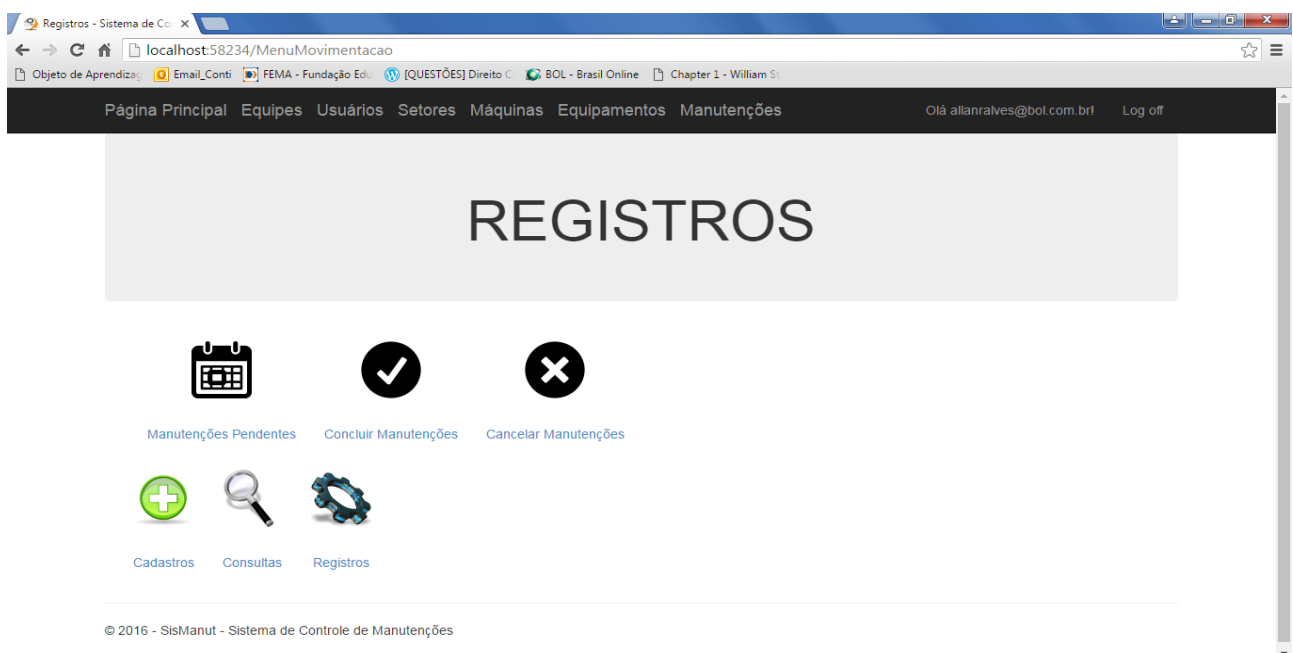 Registros - Sistema de Co
localhost:58234/MenuMovimentacao
Objeto de Aprendizag Email_Conti FEMA - Fundação Edu [QUESTÕES] Direito C BOL - Brasil Online Chapter 1 - William St
Página Principal Equipes Usuários Setores Máquinas Equipamentos Manutenções Olá allanralves@bol.com.br! Log off
REGISTROS
Manutenções Pendentes Concluir Manutenções Cancelar Manutenções
Cadastros Consultas Registros
© 2016 - SisManut - Sistema de Controle de Manutenções